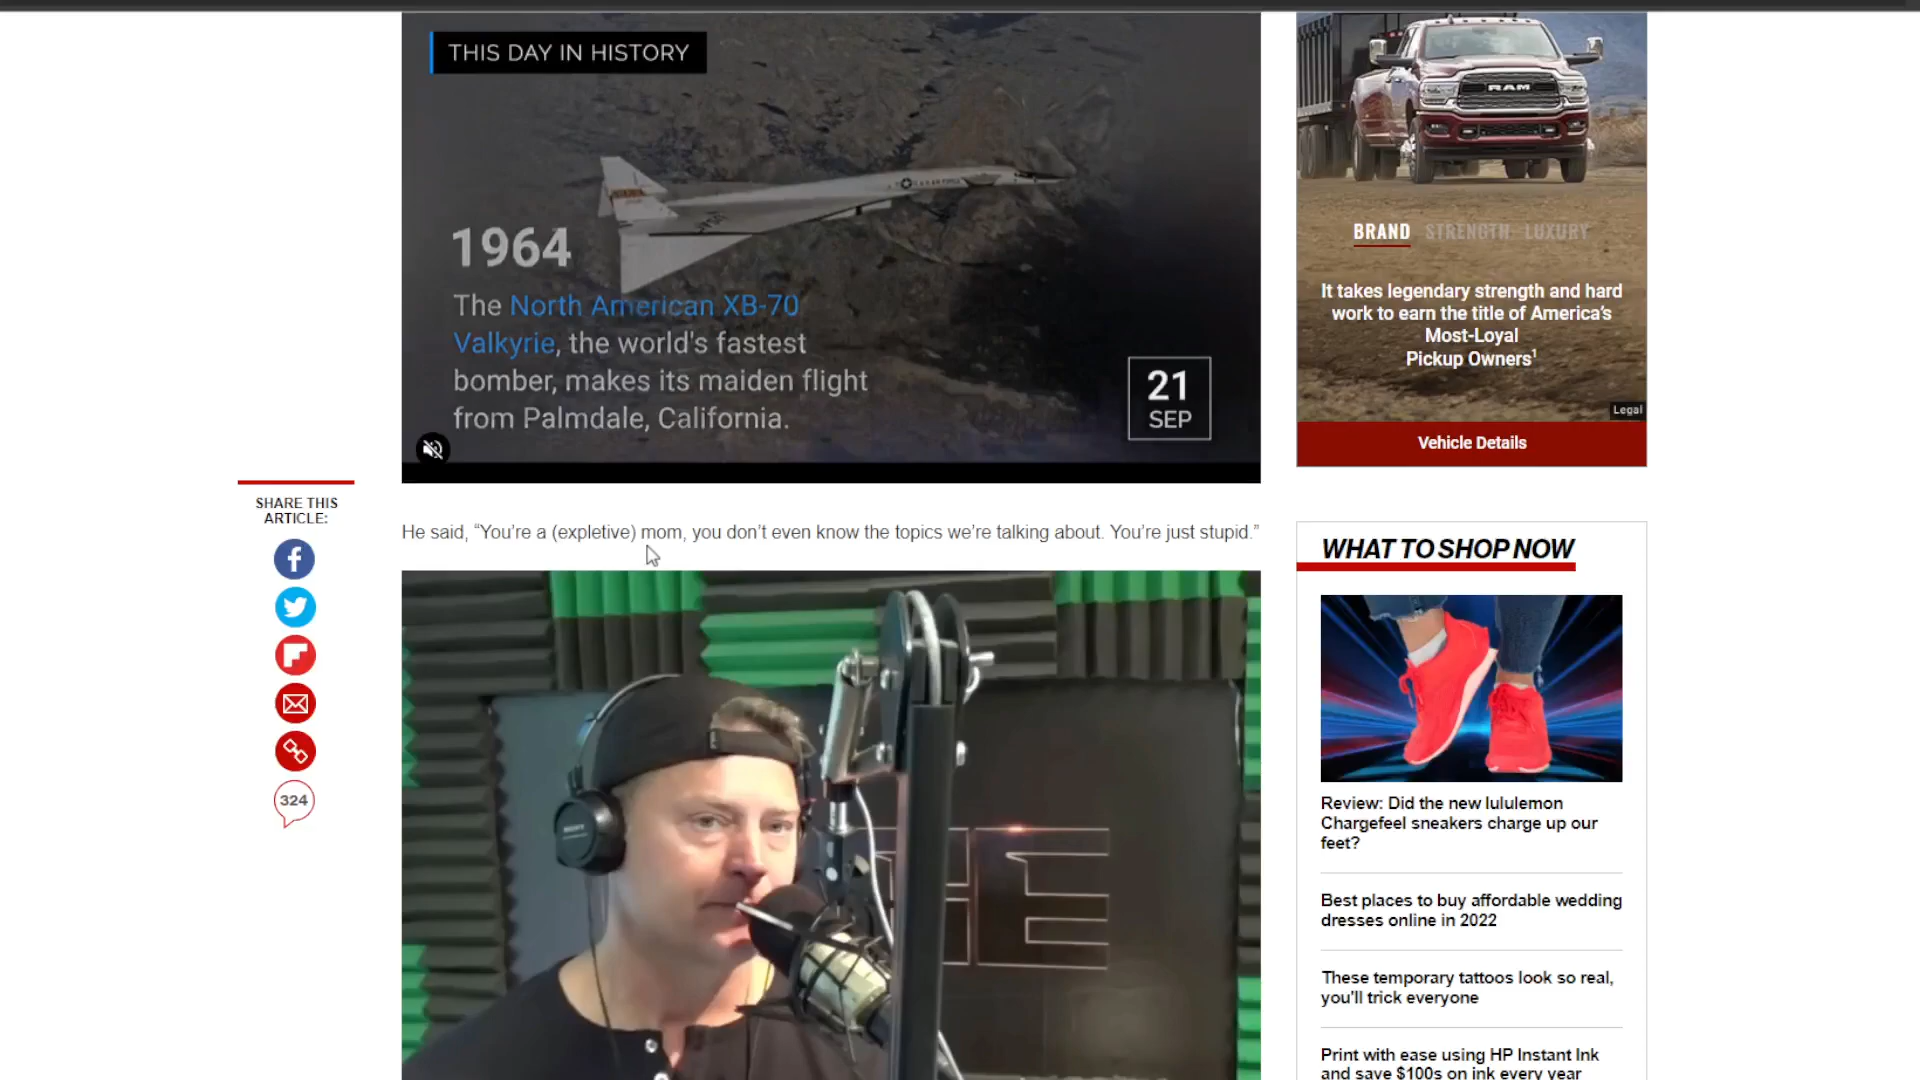 THIS DAY IN HISTORY
1964
The North American XB-70
Valkyrie, the world's fastest
bomber, makes its maiden flight
from Palmdale, California.
21
SEP
RAM
BRAND STRENGTH LUXURY
It takes legendary strength and hard
work to earn the title of America's
Most-Loyal
Pickup Owners¹
Legal
Vehicle Details
SHARE THIS
ARTICLE:
324
He said, “You’re a (expletive) mom, you don’t even know the topics we’re talking about. You’re just stupid.”
WHAT TO SHOP NOW
Review: Did the new lululemon
Chargefeel sneakers charge up our
feet?
Best places to buy affordable wedding
dresses online in 2022
These temporary tattoos look so real,
you'll trick everyone
Print with ease using HP Instant Ink
and save $100s on ink every year